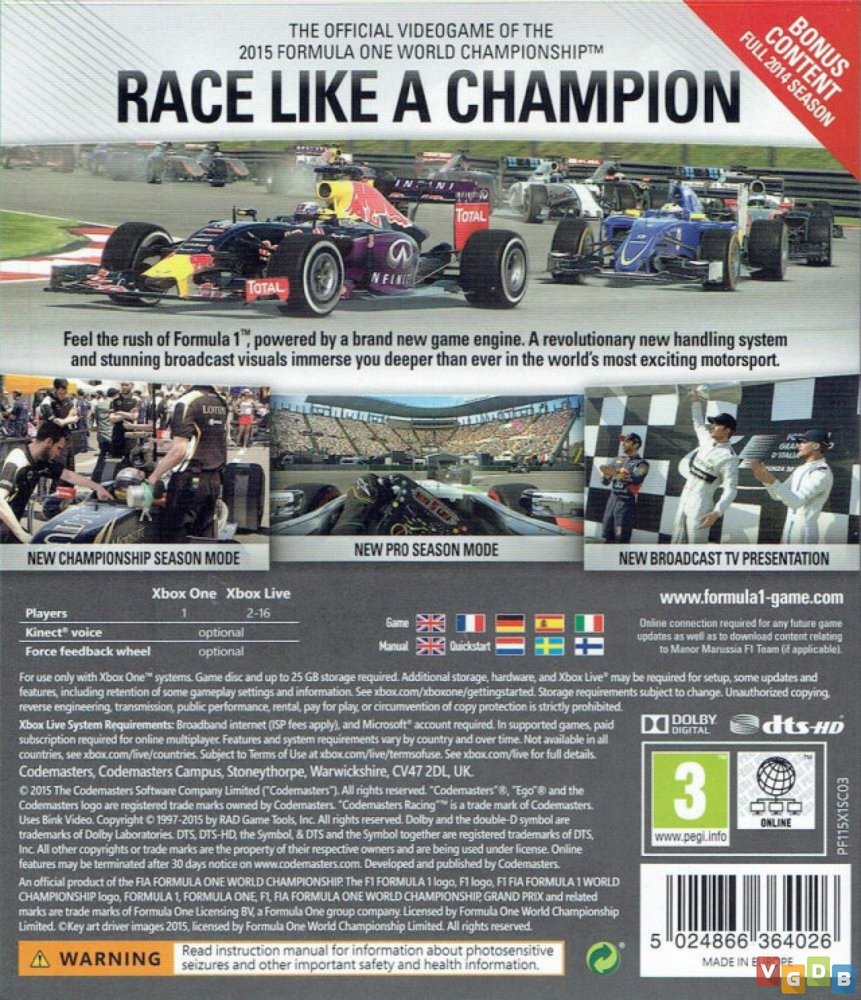 THE OFFICIAL VIDEOGAME OF THE
2015 FORMULA ONE WORLD CHAMPIONSHIP™
RACE LIKE A CHAMPION
BONUS
CONTENT
FULL 2014 SEASON
INFINITI
TOTAL
INFINITI
TOTAL
Feel the rush of Formula 1™, powered by a brand new game engine. A revolutionary new handling system
and stunning broadcast visuals immerse you deeper than ever in the world's most exciting motorsport.
LOTUS
NEW CHAMPIONSHIP SEASON MODE
NEW PRO SEASON MODE
NEW BROADCAST TV PRESENTATION
Xbox One Xbox Live
Players 1 2-16
Kinect® voice optional
Force feedback wheel optional
Game
Manual Quickstart
www.formula1-game.com
Online connection required for any future game
updates as well as to download content relating
to Manor Marussia F1 Team (if applicable).
For use only with Xbox One™ systems. Game disc and up to 25 GB storage required. Additional storage, hardware, and Xbox Live® may be required for setup, some updates and
features, including retention of some gameplay settings and information. See xbox.com/xboxone/gettingstarted. Storage requirements subject to change. Unauthorized copying,
reverse engineering, transmission, public performance, rental, pay for play, or circumvention of copy protection is strictly prohibited.
Xbox Live System Requirements: Broadband internet (ISP fees apply), and Microsoft® account required. In supported games, paid
subscription required for online multiplayer. Features and system requirements vary by country and over time. Not available in all
countries, see xbox.com/live/countries. Subject to Terms of Use at xbox.com/live/termsofuse. See xbox.com/live for full details.
Codemasters, Codemasters Campus, Stoneythorpe, Warwickshire, CV47 2DL, UK.
© 2015 The Codemasters Software Company Limited ("Codemasters"). All rights reserved. "Codemasters"®, "Ego"® and the
Codemasters logo are registered trade marks owned by Codemasters. "Codemasters Racing"™ is a trade mark of Codemasters.
Uses Bink Video. Copyright © 1997-2015 by RAD Game Tools, Inc. All rights reserved. Dolby and the double-D symbol are
trademarks of Dolby Laboratories. DTS, DTS-HD, the Symbol, & DTS and the Symbol together are registered trademarks of DTS,
Inc. All other copyrights or trade marks are the property of their respective owners and are being used under license. Online
features may be terminated after 30 days notice on www.codemasters.com. Developed and published by Codemasters.
An official product of the FIA FORMULA ONE WORLD CHAMPIONSHIP. The F1 FORMULA 1 logo, F1 logo, F1 FIA FORMULA 1 WORLD
CHAMPIONSHIP logo, FORMULA 1, FORMULA ONE, F1, FIA FORMULA ONE WORLD CHAMPIONSHIP, GRAND PRIX and related
marks are trade marks of Formula One Licensing BV, a Formula One group company. Licensed by Formula One World Championship
Limited. ©Key art driver images 2015, licensed by Formula One World Championship Limited. All rights reserved.
DOLBY
DIGITAL
dts-HD
3
™
www.pegi.info
ONLINE
PF115X1SC03
5 024866 364026
MADE IN EUROPE
WARNING
Read instruction manual for information about photosensitive
seizures and other important safety and health information.
VGDB